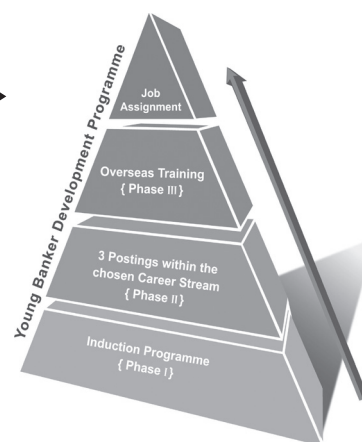 Young Banker Development Programme
Job
Assignment
Overseas Training
{ Phase III }
3 Postings within the
chosen Career Stream
{ Phase II }
Induction Programme
{ Phase I }